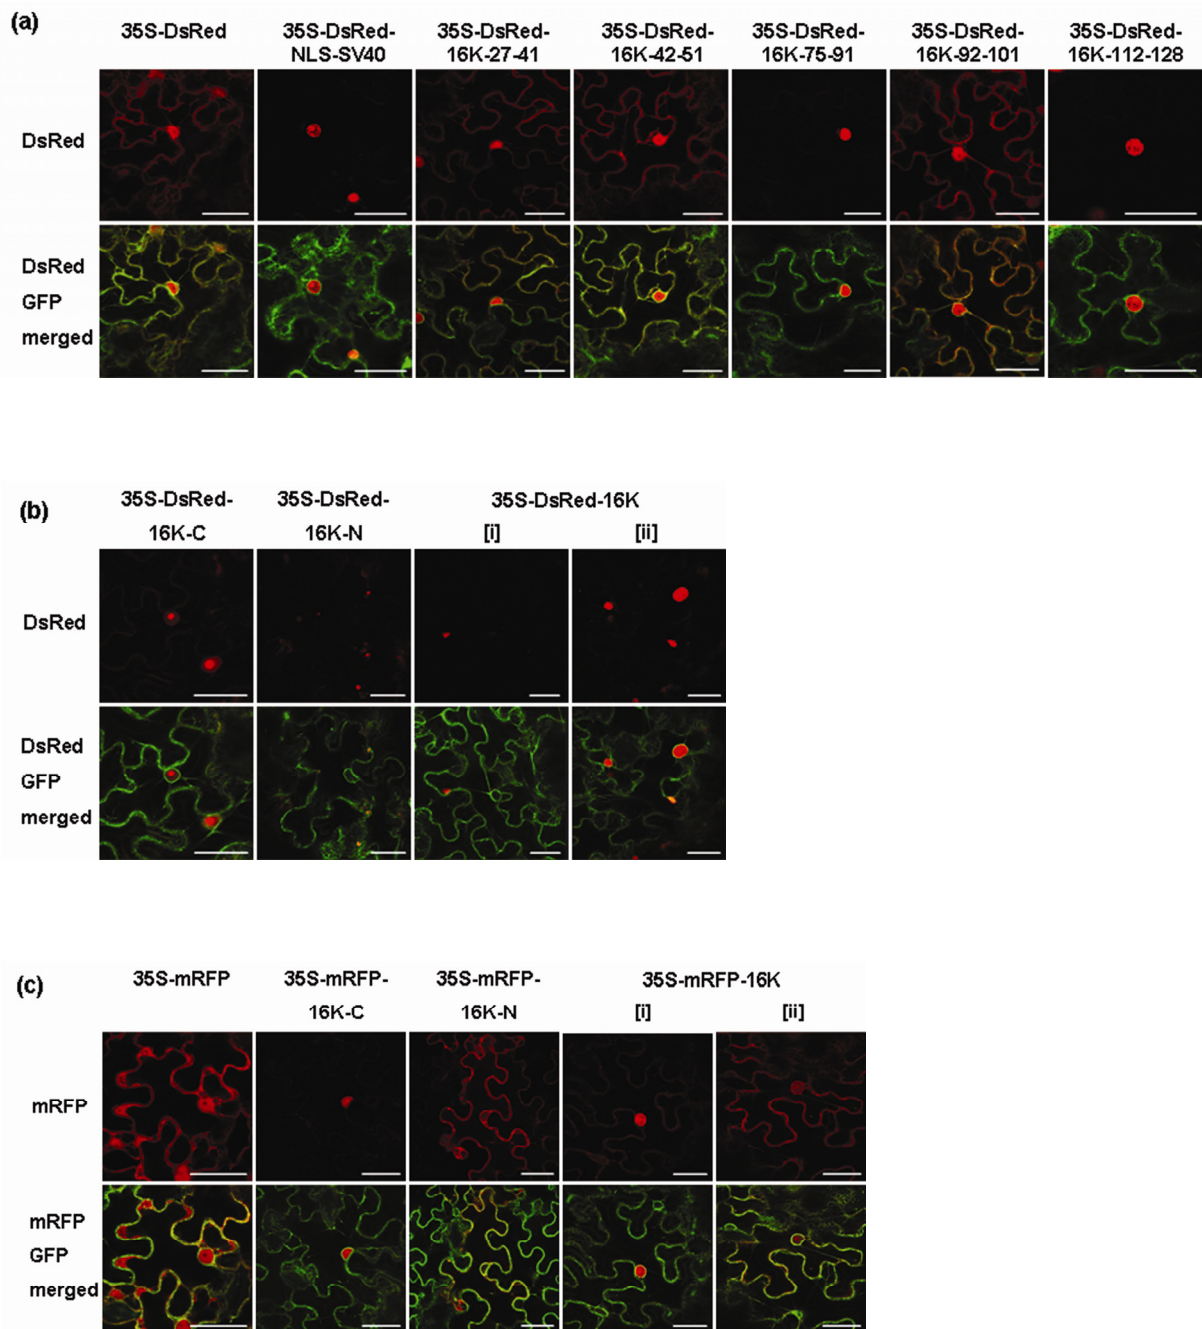 (a)
35S-DsRed
35S-DsRed-
NLS-SV40
35S-DsRed-
16K-27-41
35S-DsRed-
16K-42-51
35S-DsRed-
16K-75-91
35S-DsRed-
16K-92-101
35S-DsRed-
16K-112-128
DsRed
DsRed
GFP
merged
(b)
35S-DsRed-
16K-C
35S-DsRed-
16K-N
35S-DsRed-16K
[i]
[ii]
DsRed
DsRed
GFP
merged
(c)
35S-mRFP
35S-mRFP-
16K-C
35S-mRFP-
16K-N
35S-mRFP-16K
[i]
[ii]
mRFP
mRFP
GFP
merged